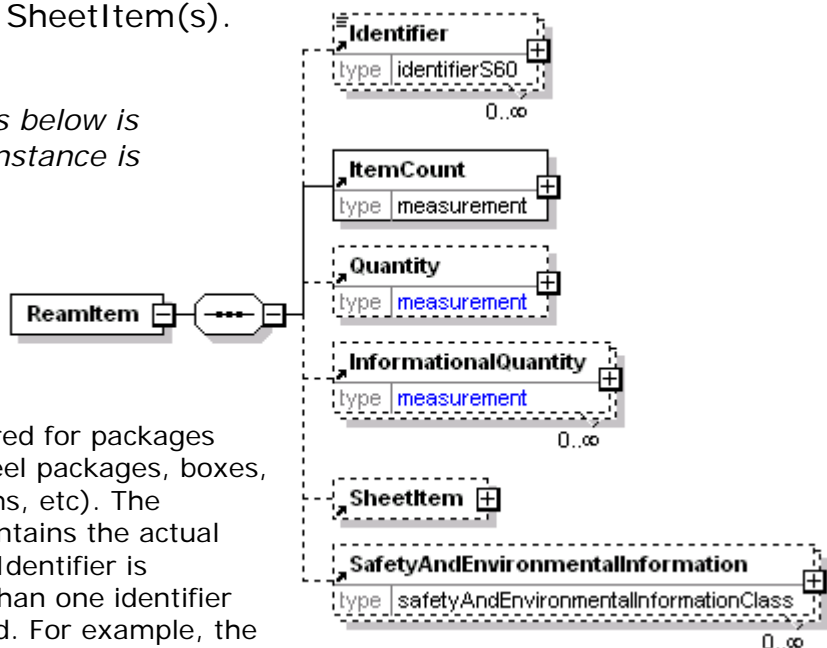 SheetItem(s).
s below is
nstance is
red for packages
eel packages, boxes,
ns, etc). The
ntains the actual
Identifier is
than one identifier
d. For example, the
ReamItem
Identifier
type identifierS60
0..∞
ItemCount
type measurement
Quantity
type measurement
InformationalQuantity
type measurement
0..∞
SheetItem
SafetyAndEnvironmentalInformation
type safetyAndEnvironmentalInformationClass
0..∞